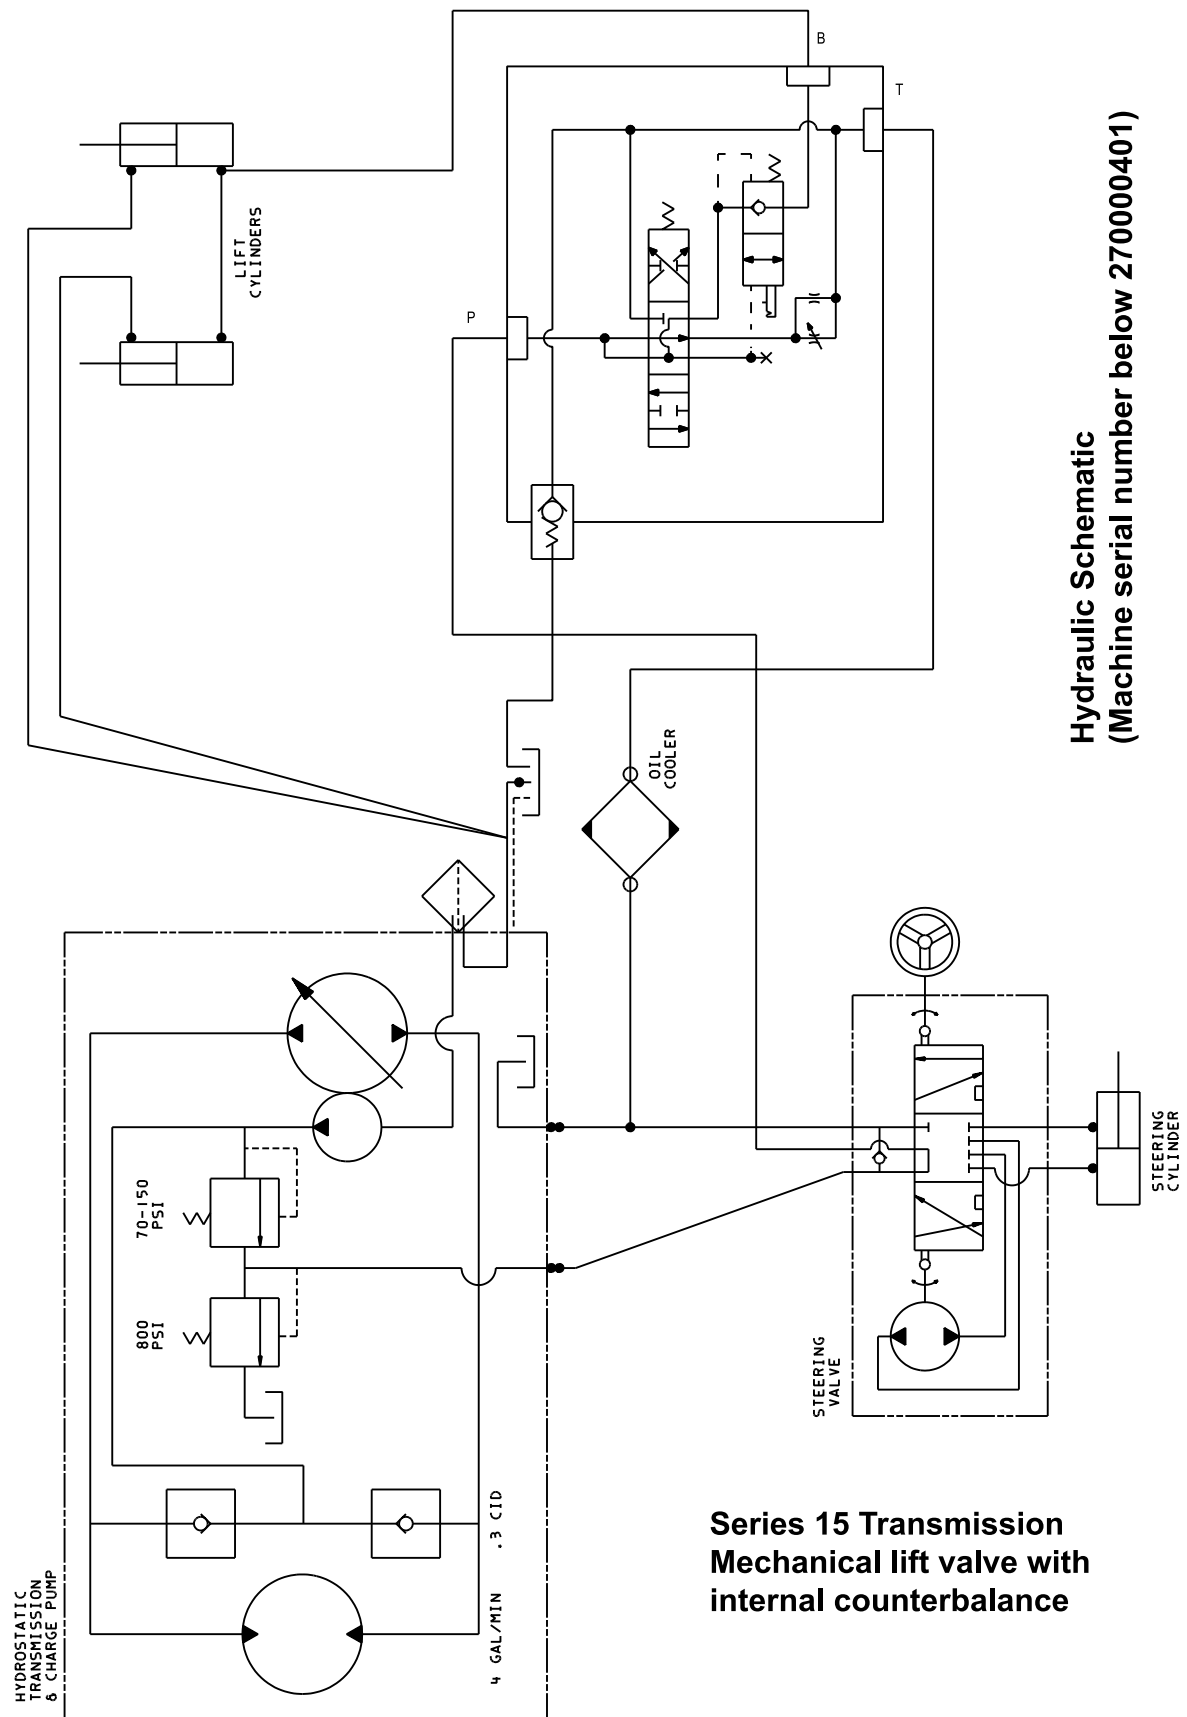 B
T
LIFT
CYLINDERS
P
Hydraulic Schematic
(Machine serial number below 270000401)
OIL
COOLER
70-150
PSI
800
PSI
STEERING
CYLINDER
STEERING
VALVE
4 GAL/MIN .3 CID
HYDROSTATIC
TRANSMISSION
& CHARGE PUMP
Series 15 Transmission
Mechanical lift valve with
internal counterbalance